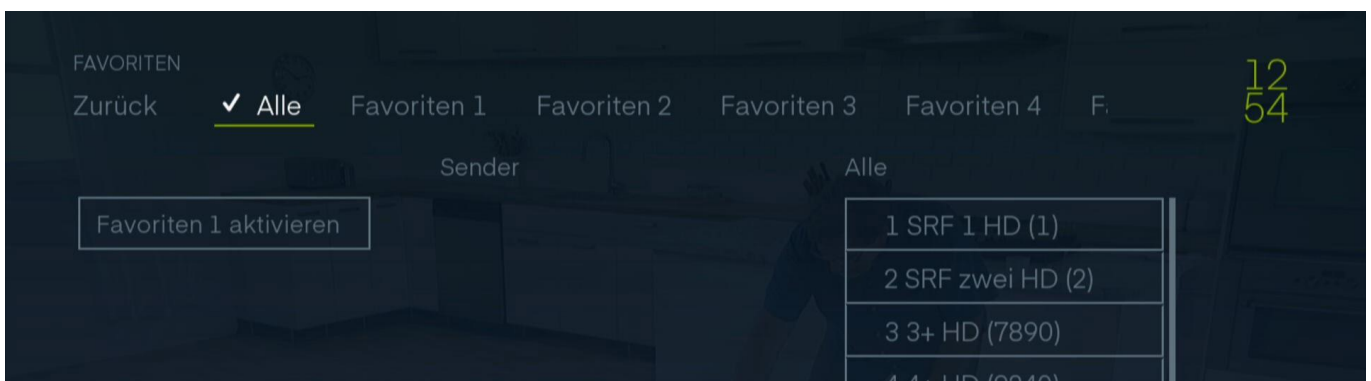 FAVORITEN
Zurück ✓ Alle Favoriten 1 Favoriten 2 Favoriten 3 Favoriten 4
12
54
Sender Alle
Favoriten 1 aktivieren
1 SRF 1 HD (1)
2 SRF zwei HD (2)
3 3+ HD (7890)